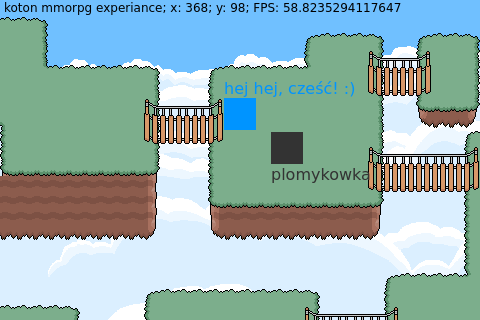 koton mmorpg experiance; x: 368; y: 98; FPS: 58.8235294117647
hej hej, cześć! :)
plomykowka